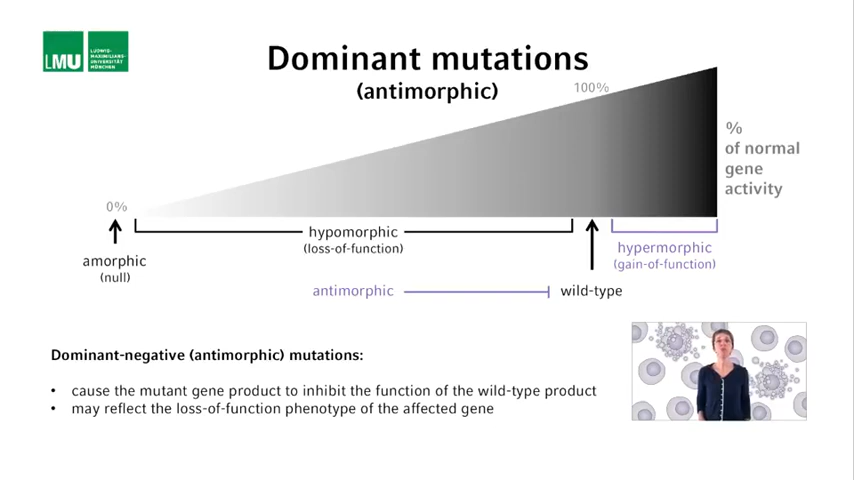 LMU
LUDWIG-
MAXIMILIANS-
UNIVERSITÄT
MÜNCHEN
Dominant mutations
(antimorphic)
100%
%
of normal
gene
activity
0%
hypomorphic
(loss-of-function)
hypermorphic
(gain-of-function)
amorphic
(null)
antimorphic
wild-type
Dominant-negative (antimorphic) mutations:
• cause the mutant gene product to inhibit the function of the wild-type product
• may reflect the loss-of-function phenotype of the affected gene